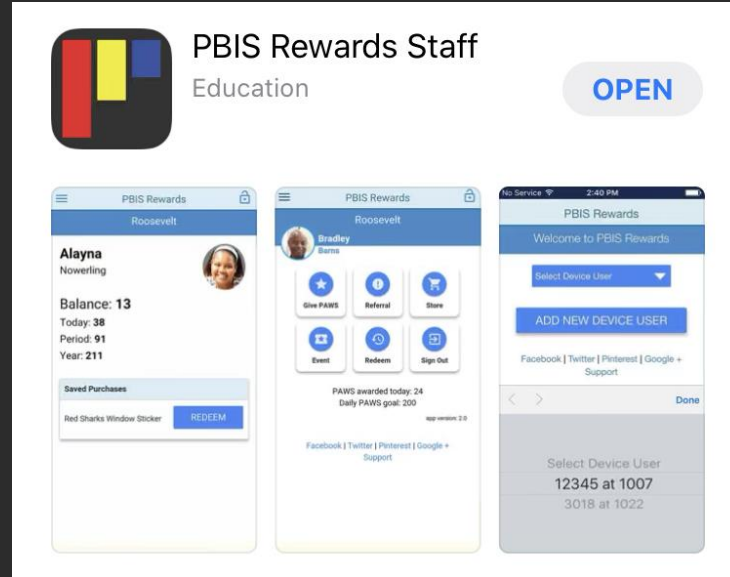 PBIS Rewards Staff
Education
OPEN
PBIS Rewards
Roosevelt
Alayna
Nowerling
Balance: 13
Today: 38
Period: 91
Year: 211
Saved Purchases
Red Sharks Window Sticker REDEEM
PBIS Rewards
Roosevelt
Bradley
Barns
Give PAWS Referral Store
Event Redeem Sign Out
PAWS awarded today: 24
Daily PAWS goal: 200
app version: 2.0
Facebook | Twitter | Pinterest | Google +
Support
No Service 2:40 PM
PBIS Rewards
Welcome to PBIS Rewards
Select Device User
ADD NEW DEVICE USER
Facebook | Twitter | Pinterest | Google +
Support
Done
Select Device User
12345 at 1007
3018 at 1022